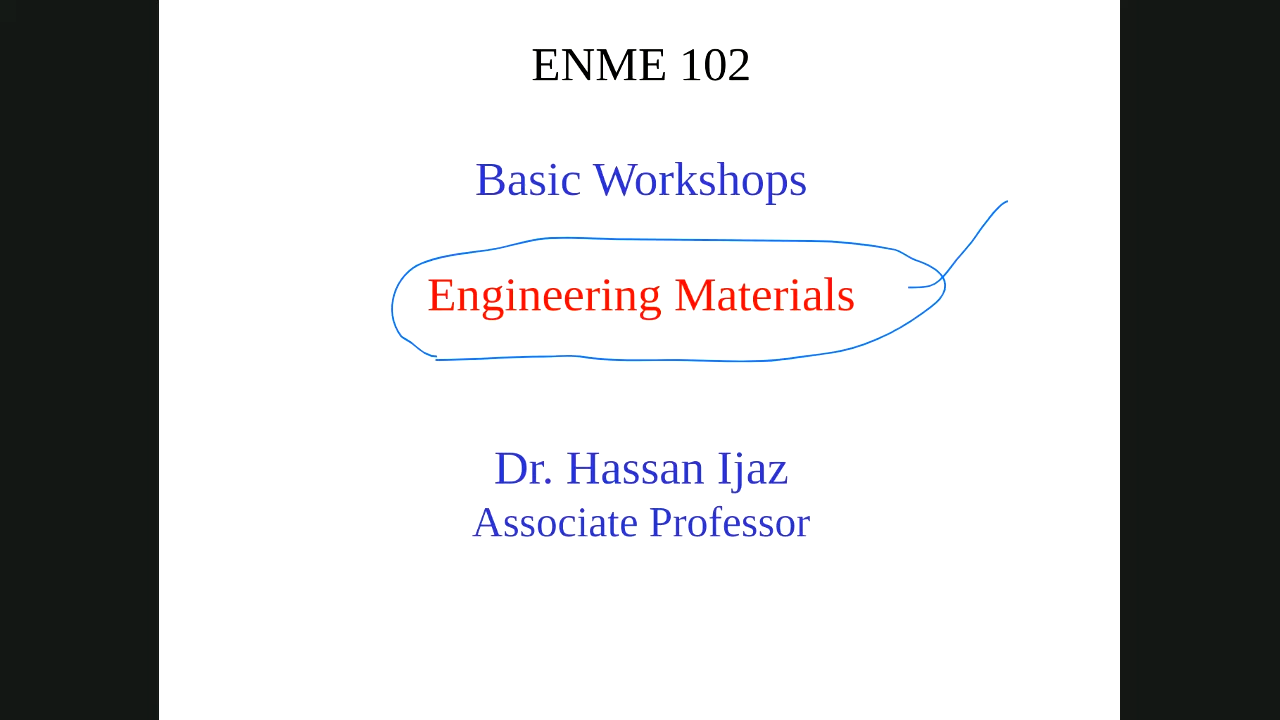 ENME 102
Basic Workshops
Engineering Materials
Dr. Hassan Ijaz
Associate Professor